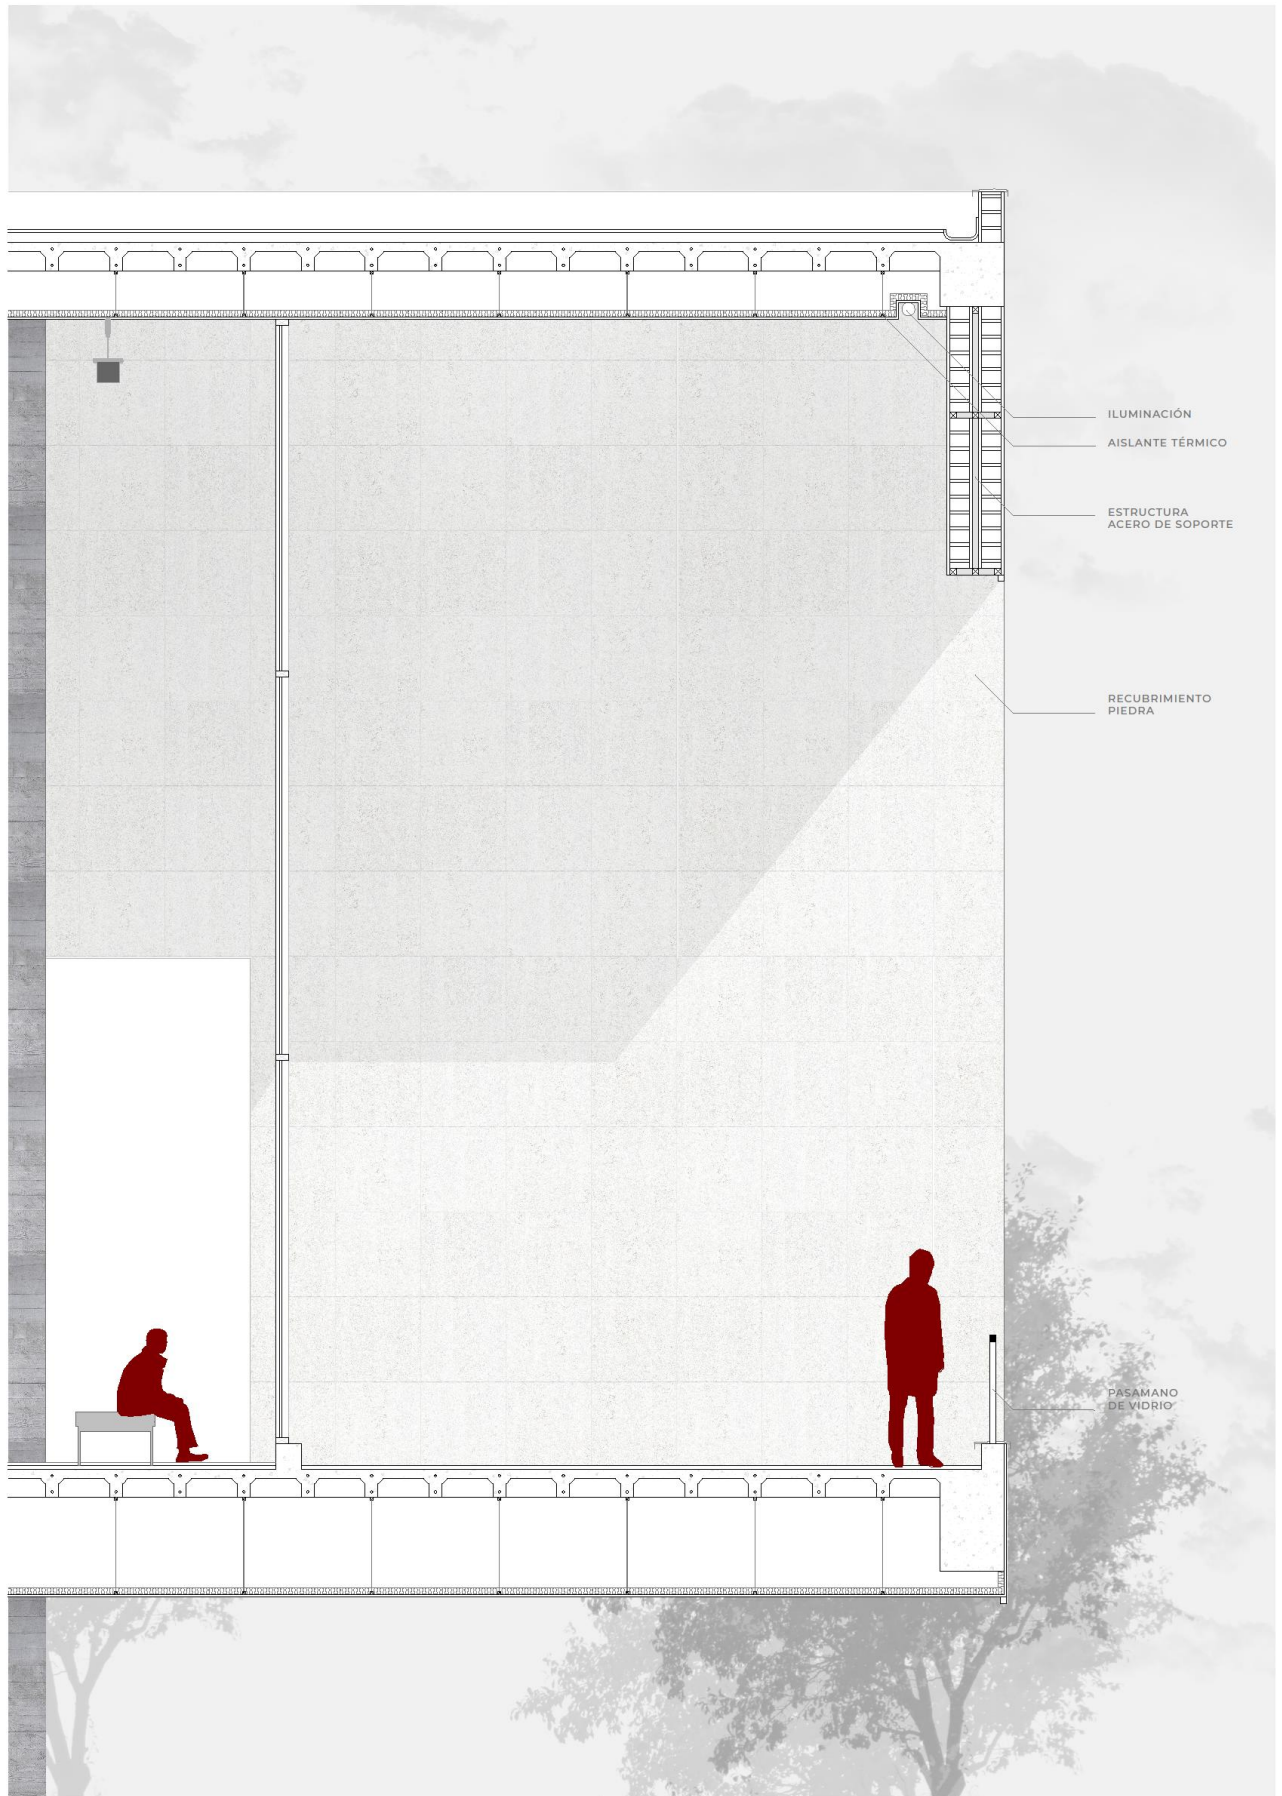 ILUMINACIÓN
AISLANTE TÉRMICO
ESTRUCTURA
ACERO DE SOPORTE
RECUBRIMIENTO
PIEDRA
PASAMANO
DE VIDRIO